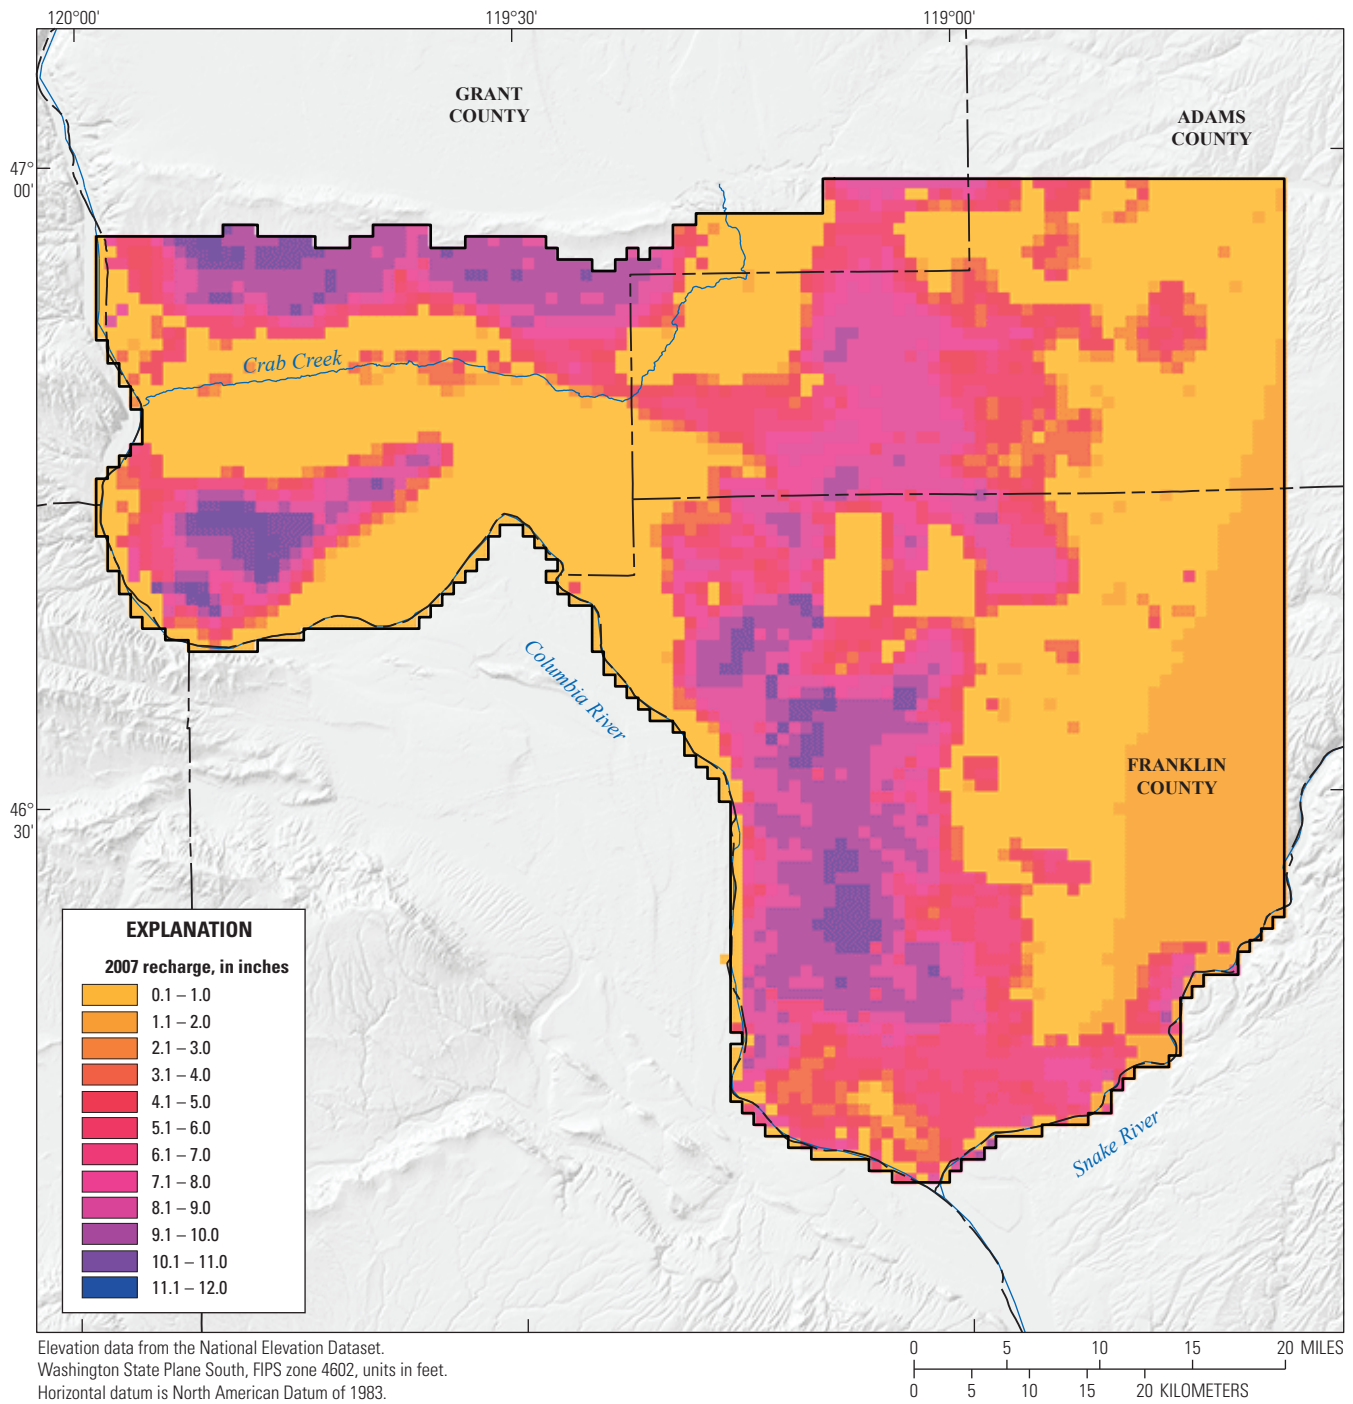 120°00'
119°30'
119°00'
GRANT
COUNTY
ADAMS
COUNTY
47°
00'
Crab Creek
Columbia River
FRANKLIN
COUNTY
46°
30'
Snake River
EXPLANATION
2007 recharge, in inches
0.1 – 1.0
1.1 – 2.0
2.1 – 3.0
3.1 – 4.0
4.1 – 5.0
5.1 – 6.0
6.1 – 7.0
7.1 – 8.0
8.1 – 9.0
9.1 – 10.0
10.1 – 11.0
11.1 – 12.0
Elevation data from the National Elevation Dataset.
Washington State Plane South, FIPS zone 4602, units in feet.
Horizontal datum is North American Datum of 1983.
0 5 10 15 20 MILES
0 5 10 15 20 KILOMETERS